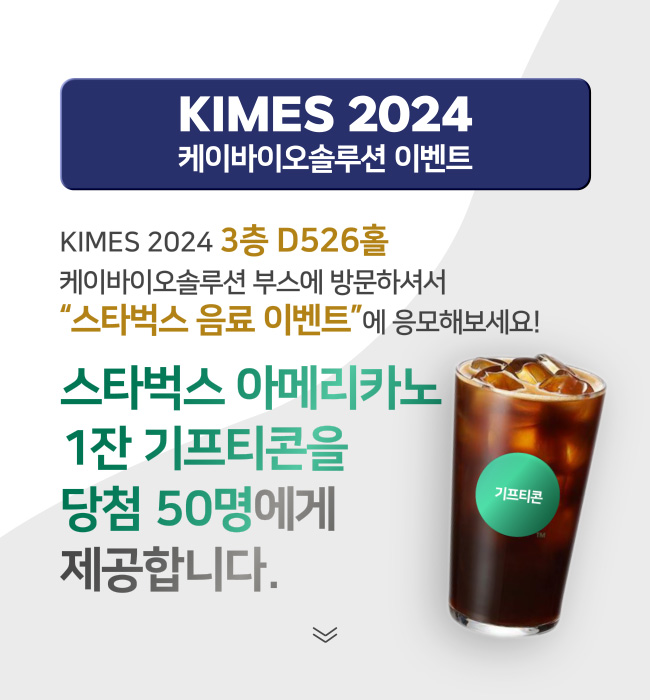 KIMES 2024
케이바이오솔루션 이벤트
KIMES 2024 3층 D526홀
케이바이오솔루션 부스에 방문하셔서
“스타벅스 음료 이벤트”에 응모해보세요!
스타벅스 아메리카노
1잔 기프티콘을
당첨 50명에게
제공합니다.
기프티콘
TM